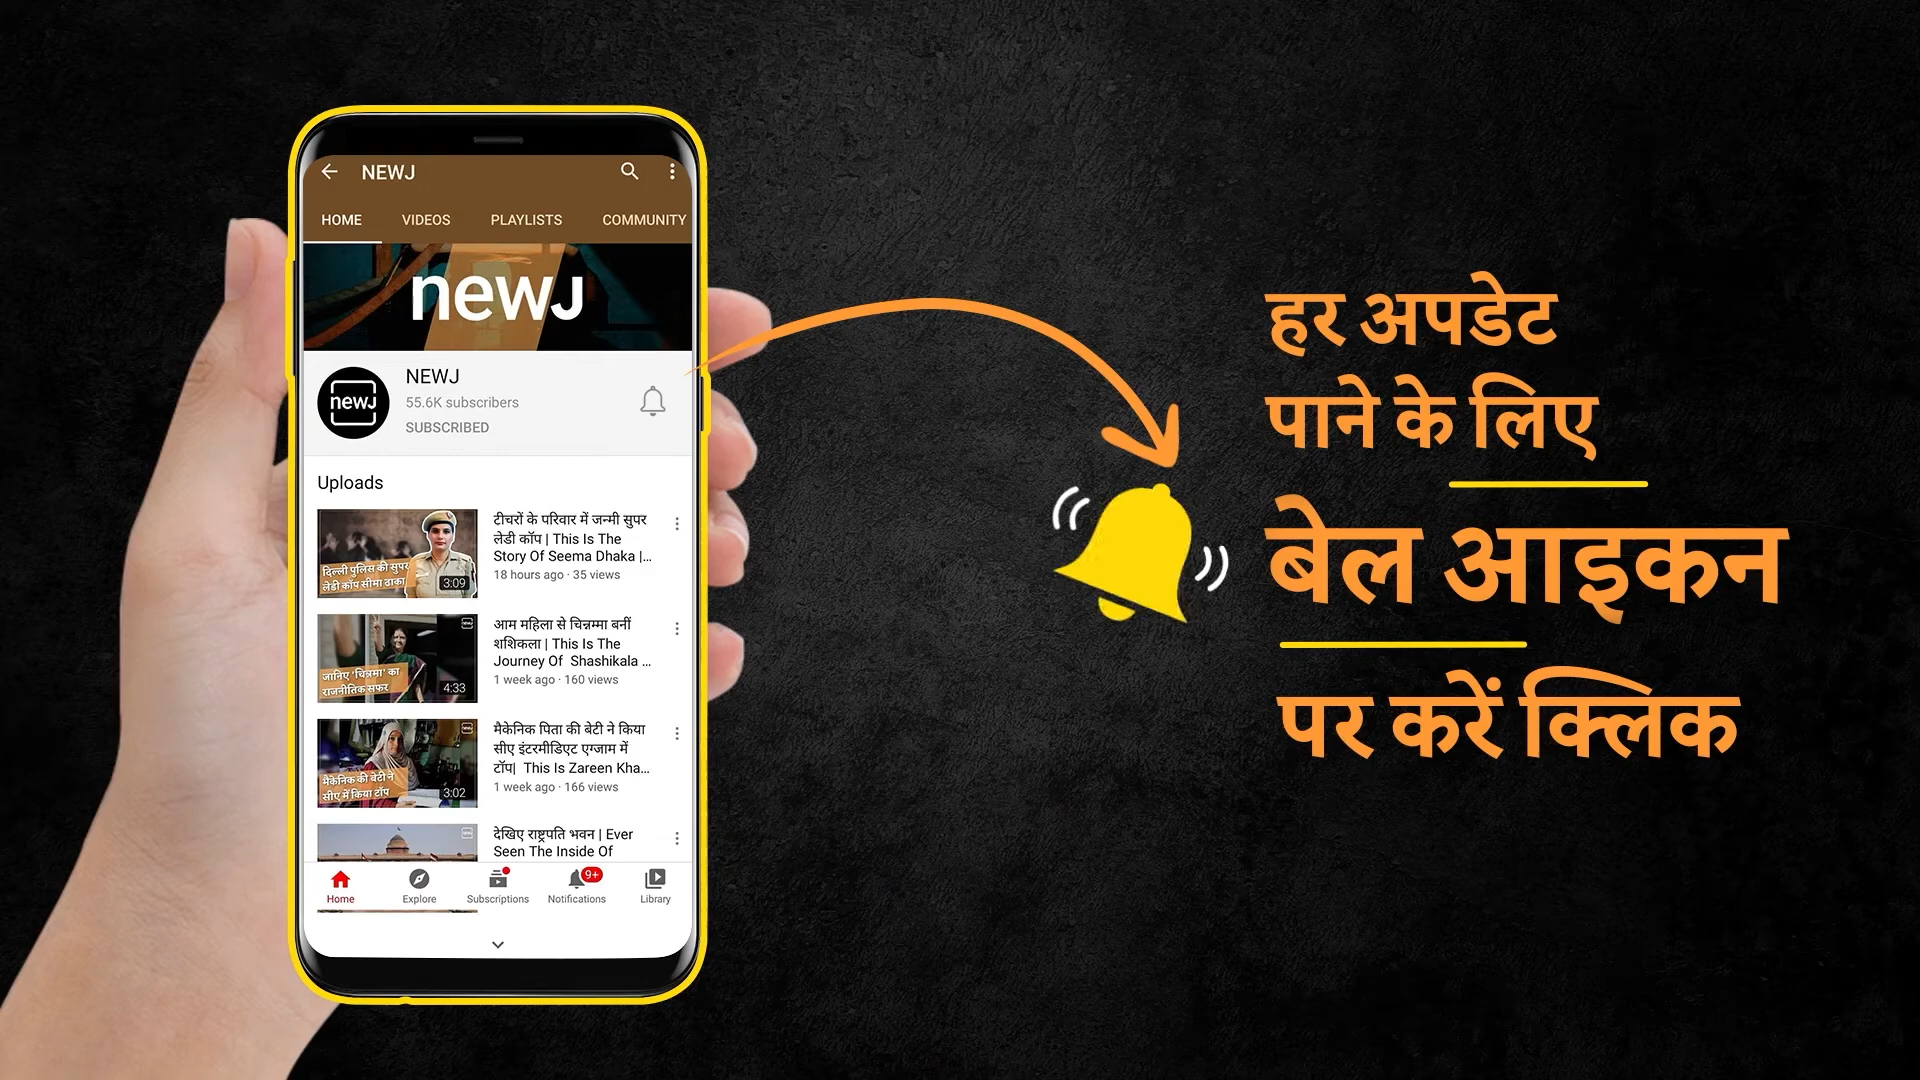 NEWJ
HOME VIDEOS PLAYLISTS COMMUNITY
newJ
newJ
NEWJ
55.6K subscribers
SUBSCRIBED
Uploads
दिल्ली पुलिस की सुपर
लेडी कॉप सीमा ढाका
3:09
टीचरों के परिवार में जन्मी सुपर
लेडी कॉप | This Is The
Story Of Seema Dhaka |...
18 hours ago · 35 views
जानिए 'चिन्नमा' का
राजनीतिक सफर
4:33
आम महिला से चिन्नम्मा बनीं
शशिकला | This Is The
Journey Of Shashikala ...
1 week ago · 160 views
मैकेनिक की बेटी ने
सीए में किया टॉप
3:02
मैकेनिक पिता की बेटी ने किया
सीए इंटरमीडिएट एग्जाम में
टॉप| This Is Zareen Kha...
1 week ago · 166 views
देखिए राष्ट्रपति भवन | Ever
Seen The Inside Of
9+
Home Explore Subscriptions Notifications Library
हर अपडेट
पाने के लिए
बेल आइकन
पर करें क्लिक